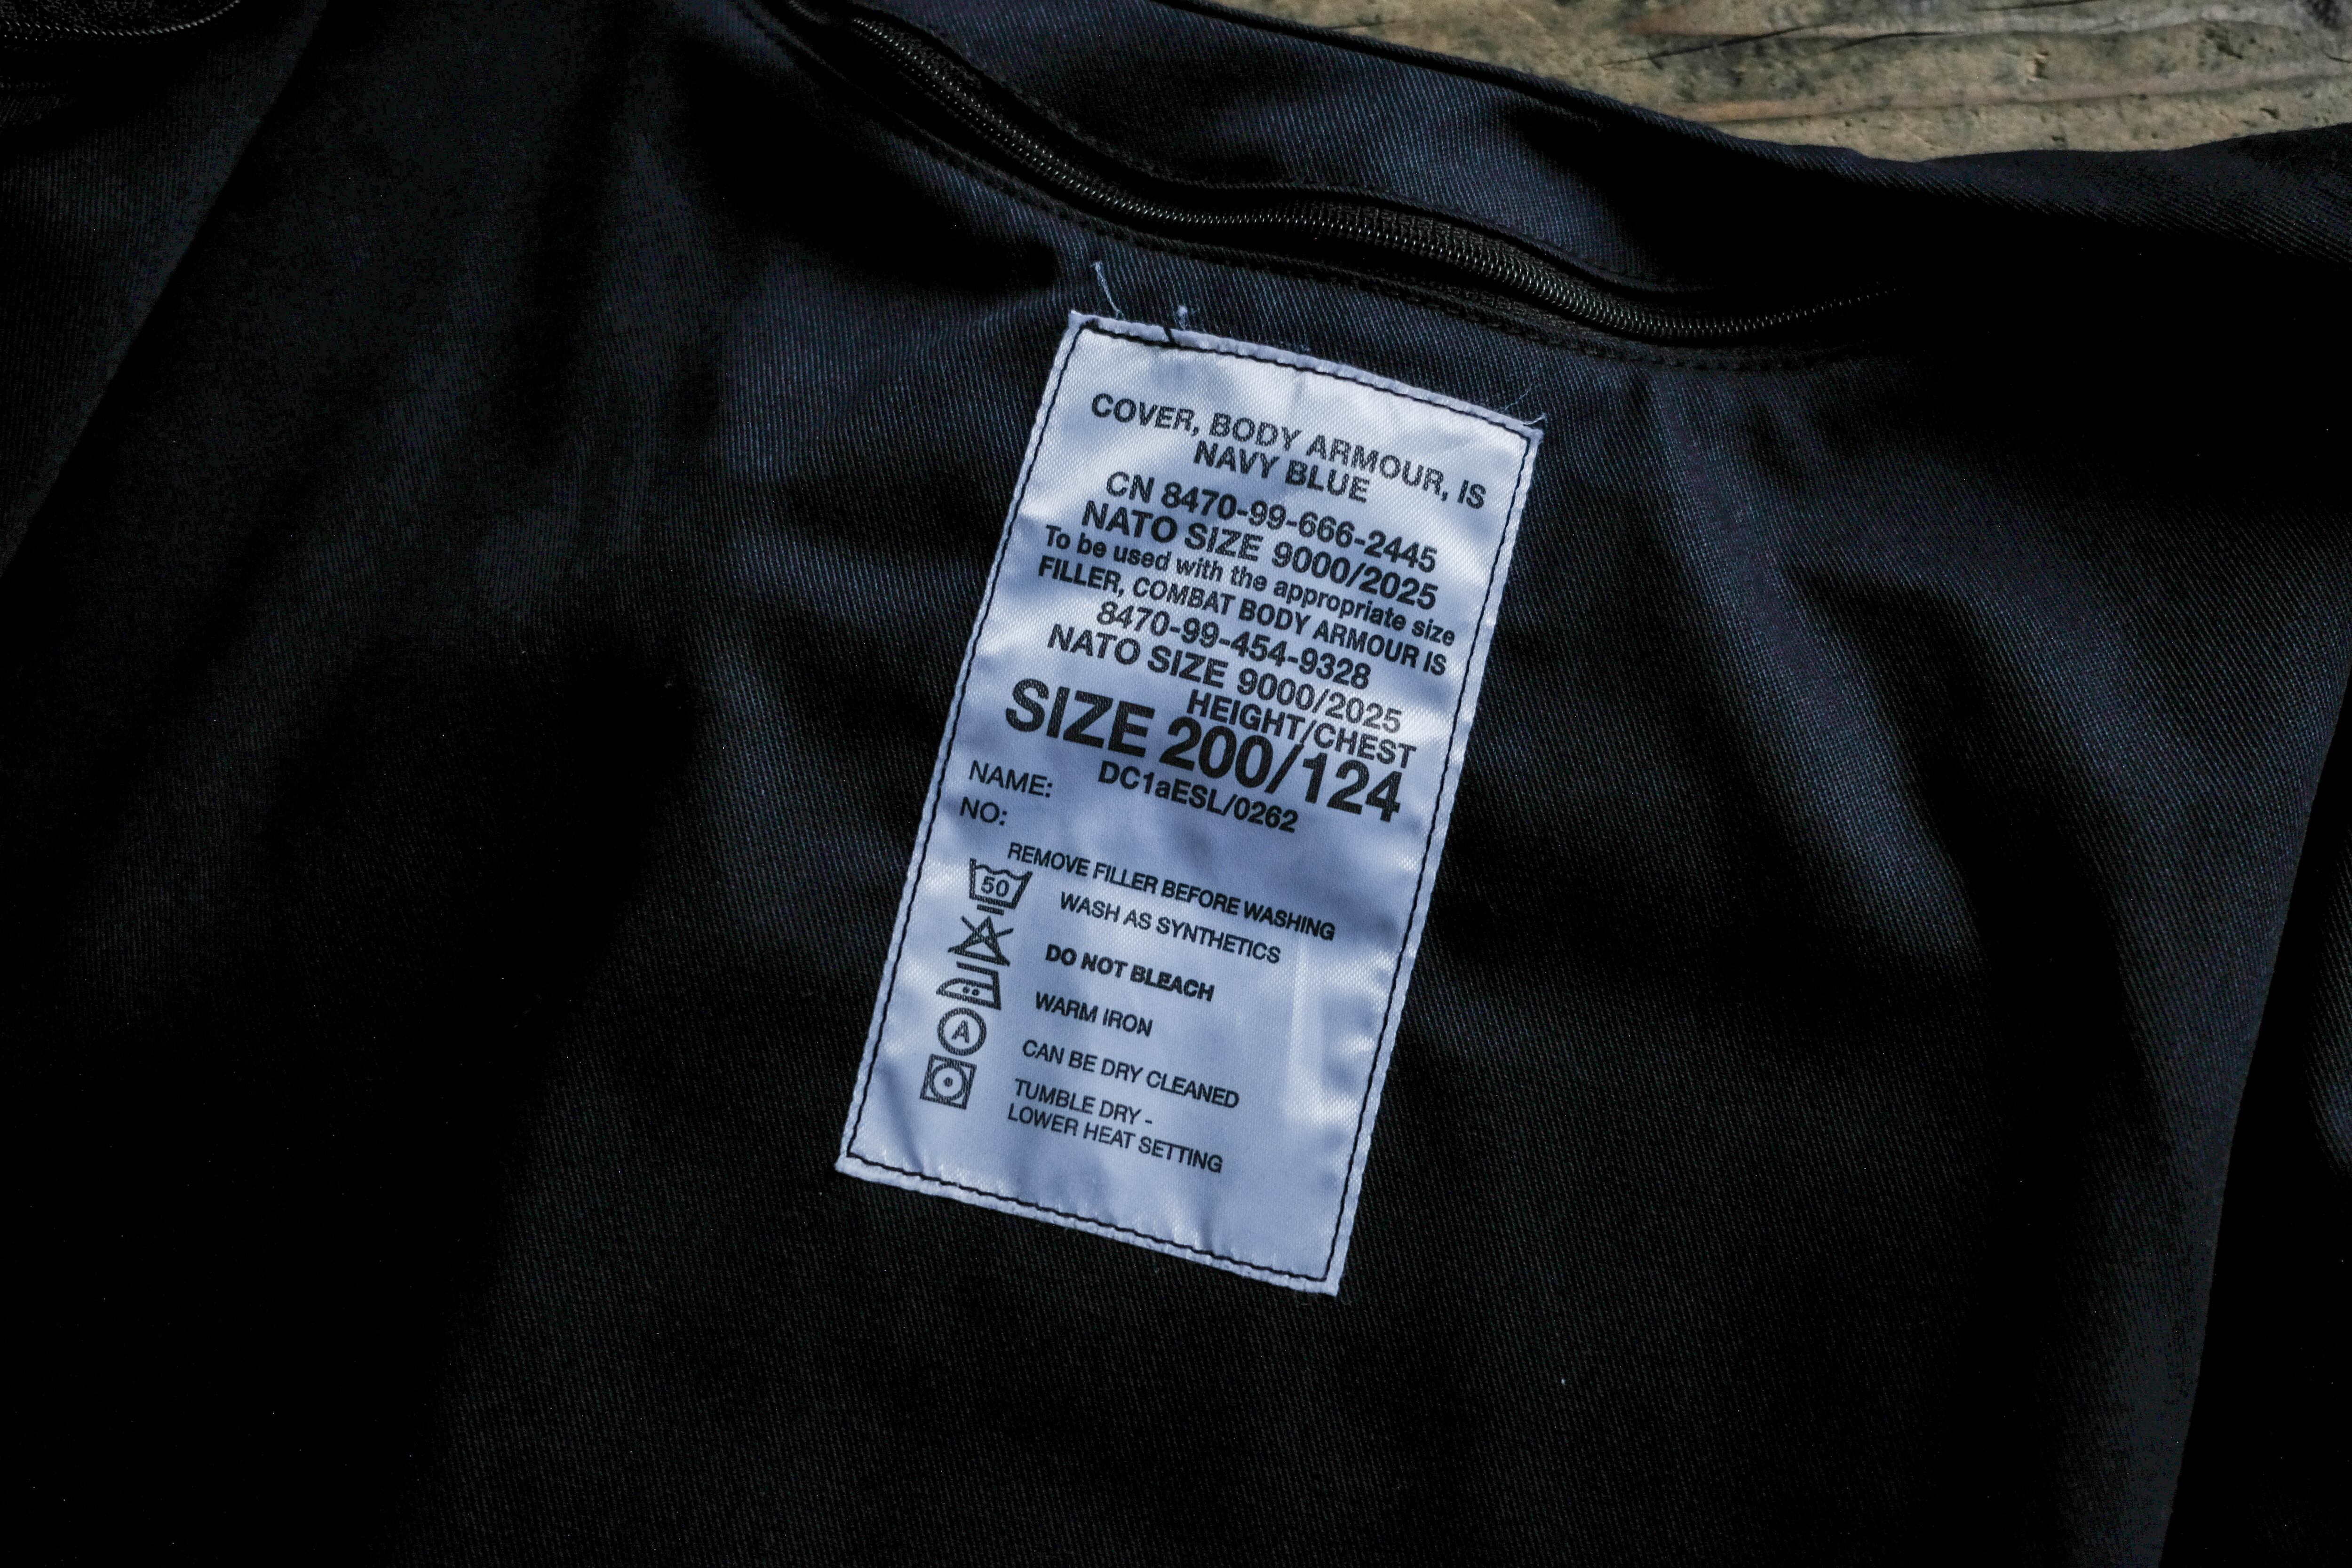 COVER, BODY ARMOUR, IS
NAVY BLUE
CN 8470-99-666-2445
NATO SIZE 9000/2025
To be used with the appropriate size
FILLER, COMBAT BODY ARMOUR IS
8470-99-454-9328
NATO SIZE 9000/2025
HEIGHT/CHEST
SIZE 200/124
DC1aESL/0262
NAME:
NO:
REMOVE FILLER BEFORE WASHING
50
WASH AS SYNTHETICS
DO NOT BLEACH
WARM IRON
A
CAN BE DRY CLEANED
TUMBLE DRY -
LOWER HEAT SETTING